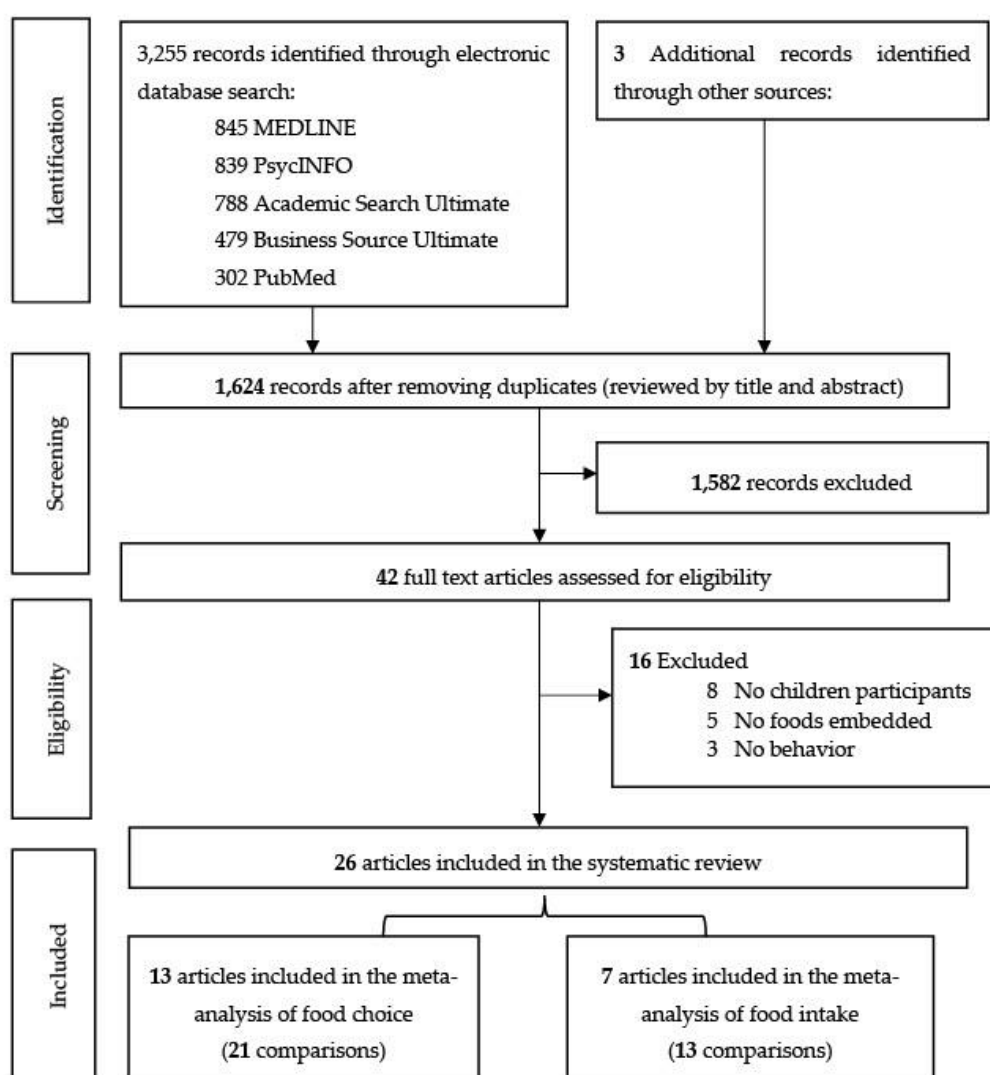 Identification
3,255 records identified through electronic
database search:
845 MEDLINE
839 PsycINFO
788 Academic Search Ultimate
479 Business Source Ultimate
302 PubMed
3 Additional records identified
through other sources:
Screening
1,624 records after removing duplicates (reviewed by title and abstract)
1,582 records excluded
42 full text articles assessed for eligibility
Eligibility
16 Excluded
8 No children participants
5 No foods embedded
3 No behavior
Included
26 articles included in the systematic review
13 articles included in the meta-
analysis of food choice
(21 comparisons)
7 articles included in the meta-
analysis of food intake
(13 comparisons)